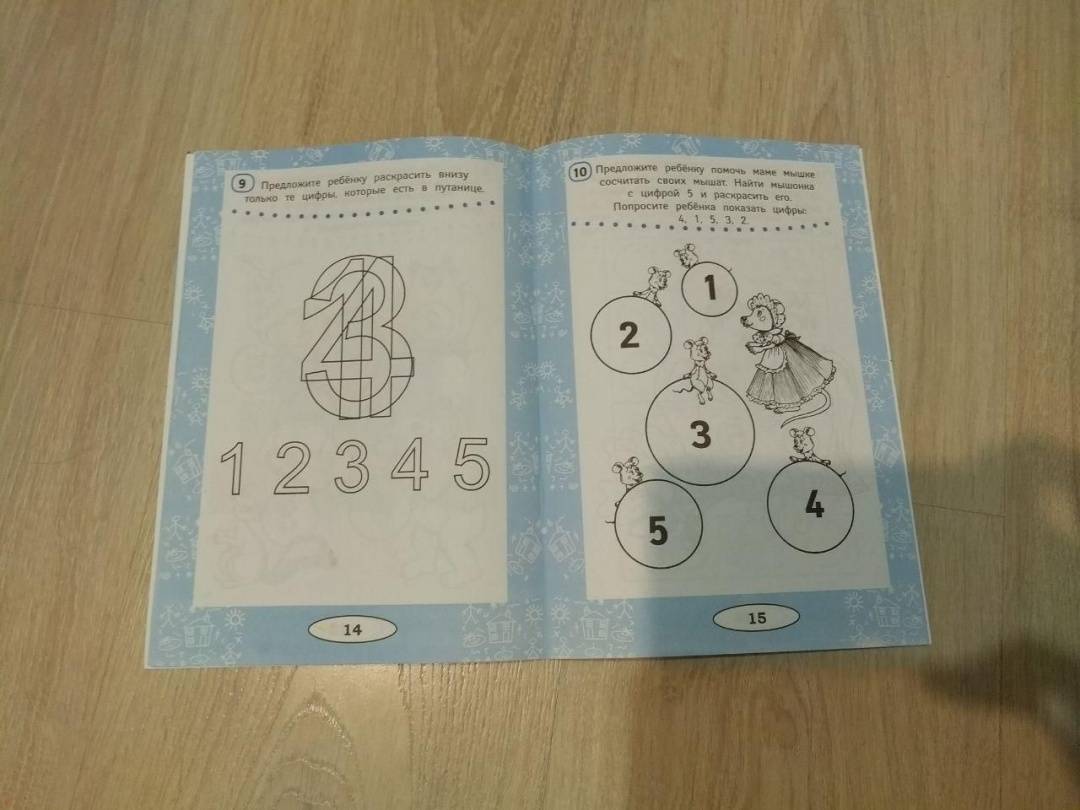 9 Предложите ребёнку раскрасить внизу
только те цифры, которые есть в путанице.
1 2 3 4 5
14
10 Предложите ребёнку помочь маме мышке
сосчитать своих мышат. Найти мышонка
с цифрой 5 и раскрасить его.
Попросите ребёнка показать цифры:
4, 1, 5, 3, 2.
1
2
3
5
4
15